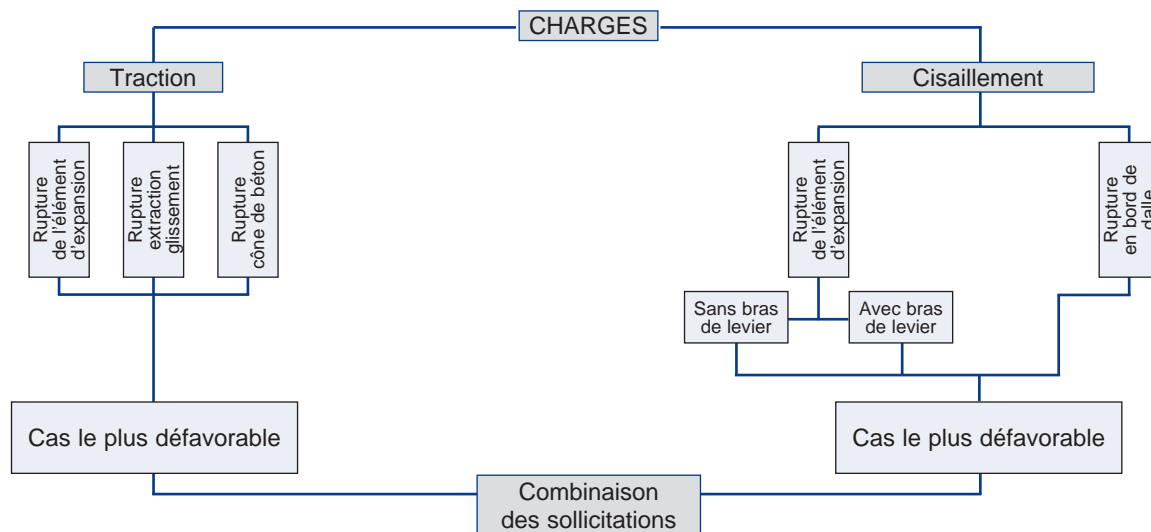 CHARGES
Traction
Cisaillement
Rupture
de l'élément
d'expansion
Rupture
extraction
glissement
Rupture
cône de béton
Rupture
de l'élément
d'expansion
Rupture
en bord de
dalle
Sans bras
de levier
Avec bras
de levier
Cas le plus défavorable
Cas le plus défavorable
Combinaison
des sollicitations